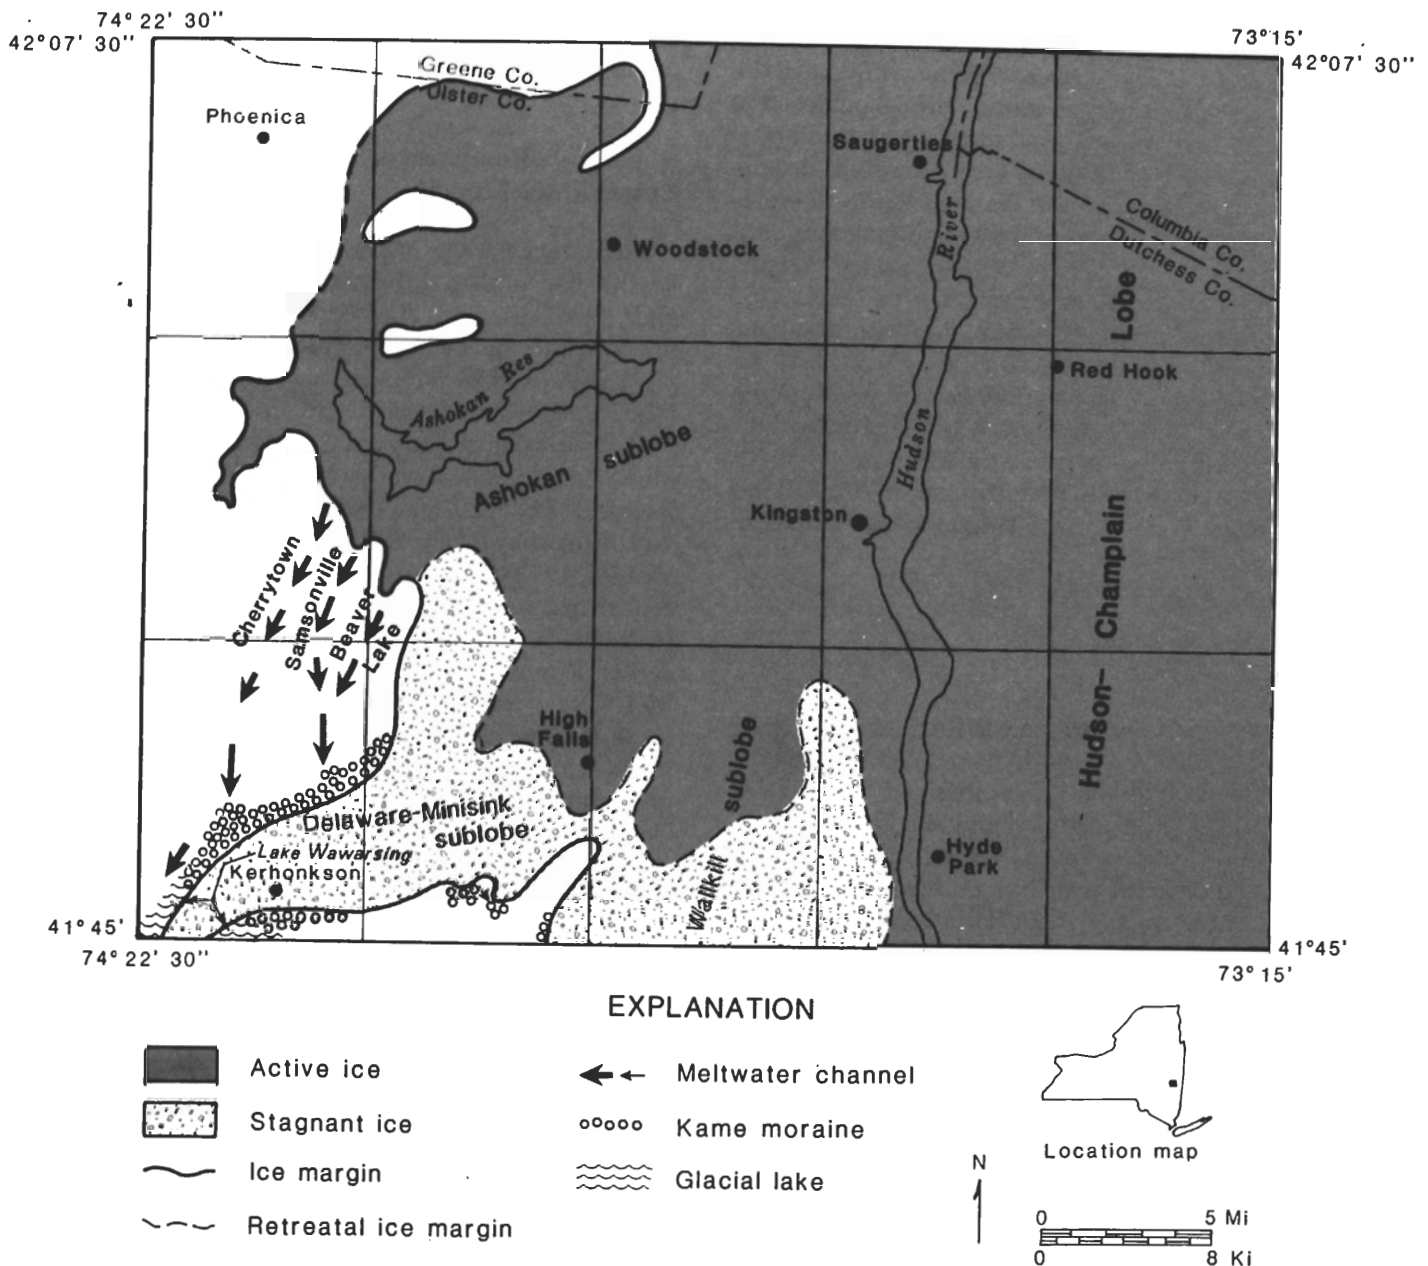 74° 22' 30"
42° 07' 30"
73° 15'
42° 07' 30"
Greene Co.
Ulster Co.
Phoenica
Saugerties
Woodstock
River
Columbia Co.
Dutchess Co.
Lobe
Red Hook
Ashokan Res
Ashokan sublobe
Hudson
Kingston
Champlain
Hudson–
Cherrytown
Samsonville
Beaver
Lake
High
Falls
sublobe
Wallkill
Delaware-Minisink
sublobe
Lake Wawarsing
Kerhonkson
Hyde
Park
41° 45'
74° 22' 30"
41° 45'
73° 15'
EXPLANATION
Active ice
Stagnant ice
Ice margin
Retreatal ice margin
Meltwater channel
Kame moraine
Glacial lake
Location map
N
0 5 Mi
0 8 Ki